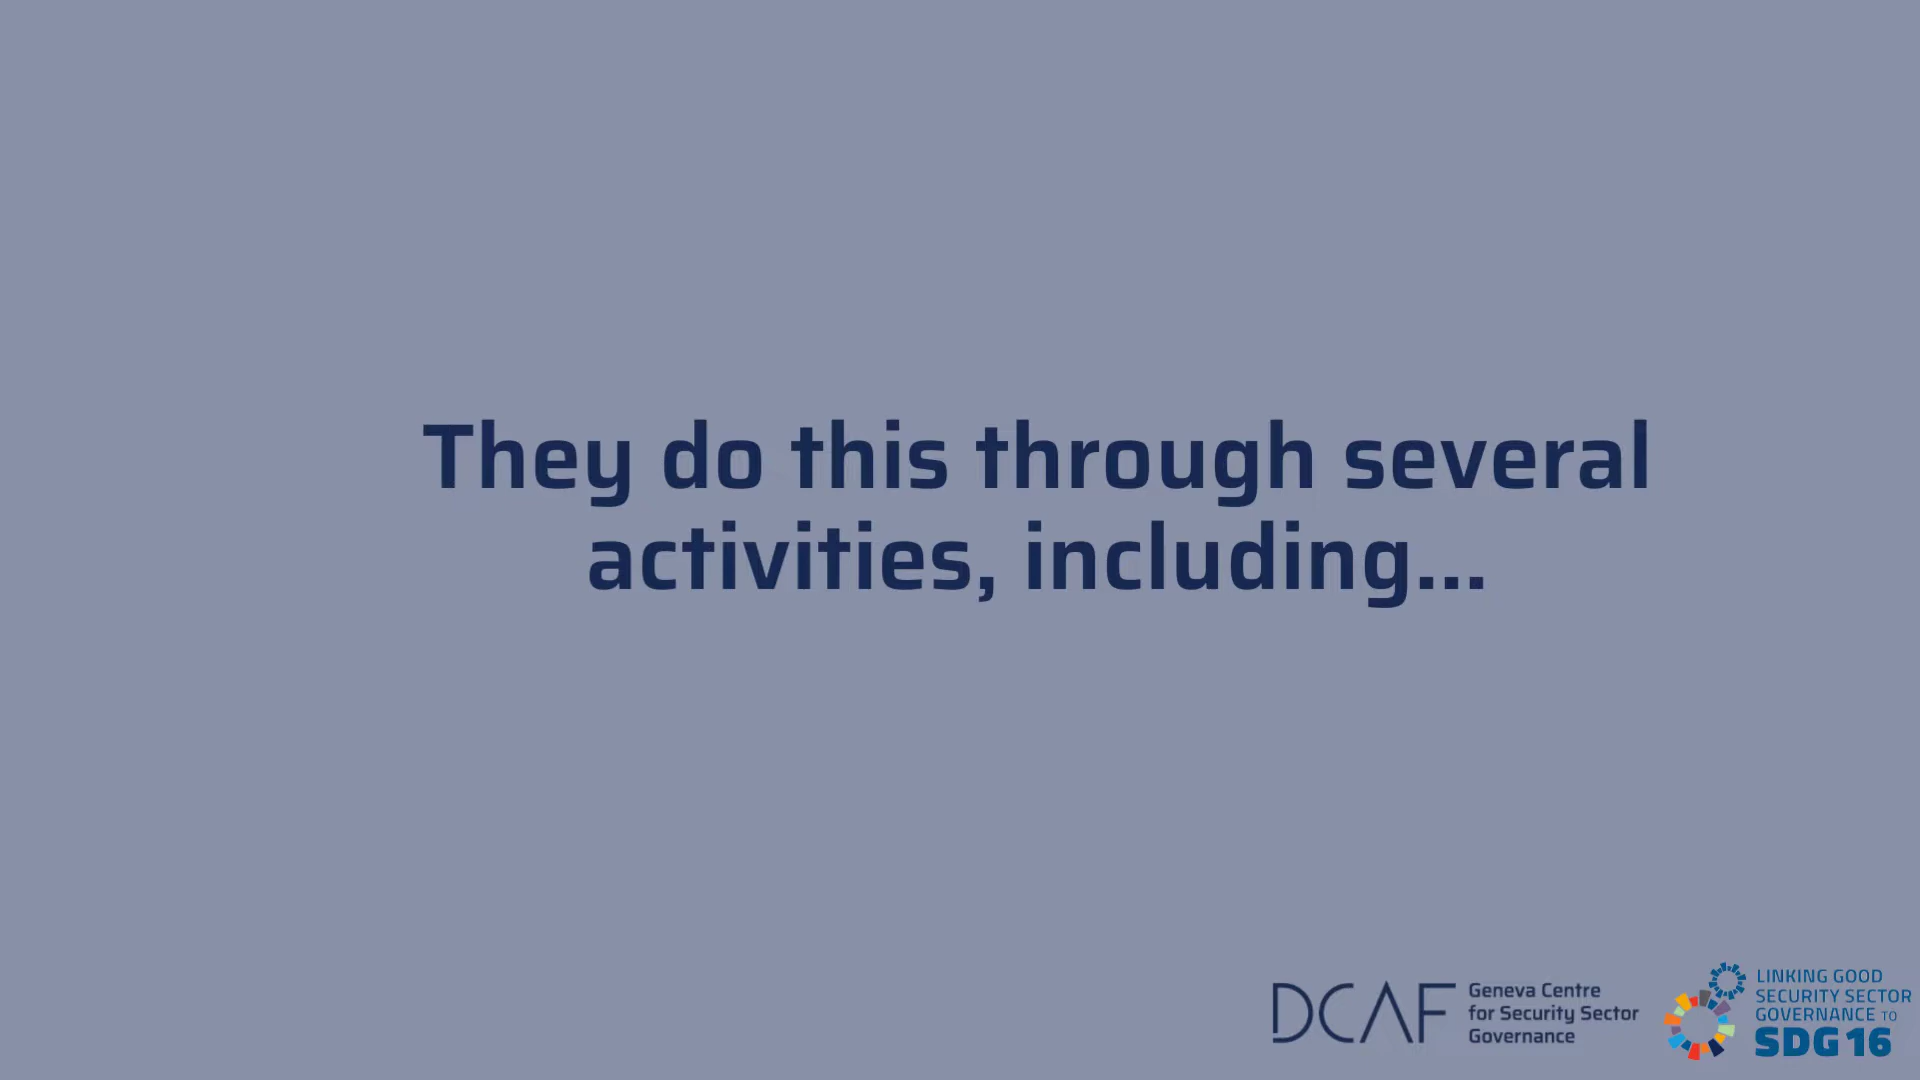 They do this through several
activities, including...
DCAF
Geneva Centre
for Security Sector
Governance
LINKING GOOD
SECURITY SECTOR
GOVERNANCE TO
SDG 16